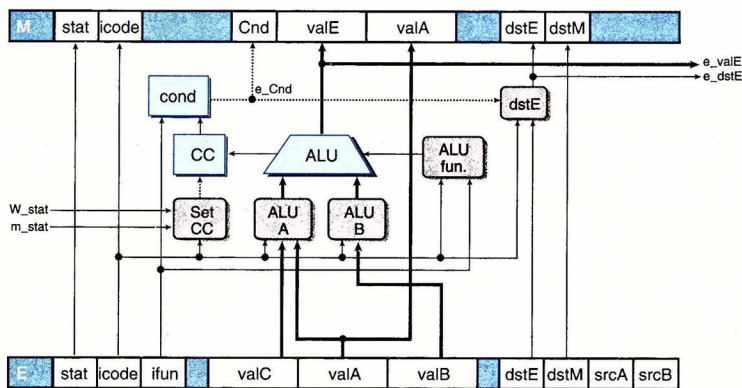 M stat icode Cnd valE valA dstE dstM
e_valE
e_dstE
e_Cnd
cond
dstE
CC
ALU
ALU
fun.
W_stat
m_stat
Set
CC
ALU
A
ALU
B
E stat icode ifun valC valA valB dstE dstM srcA srcB